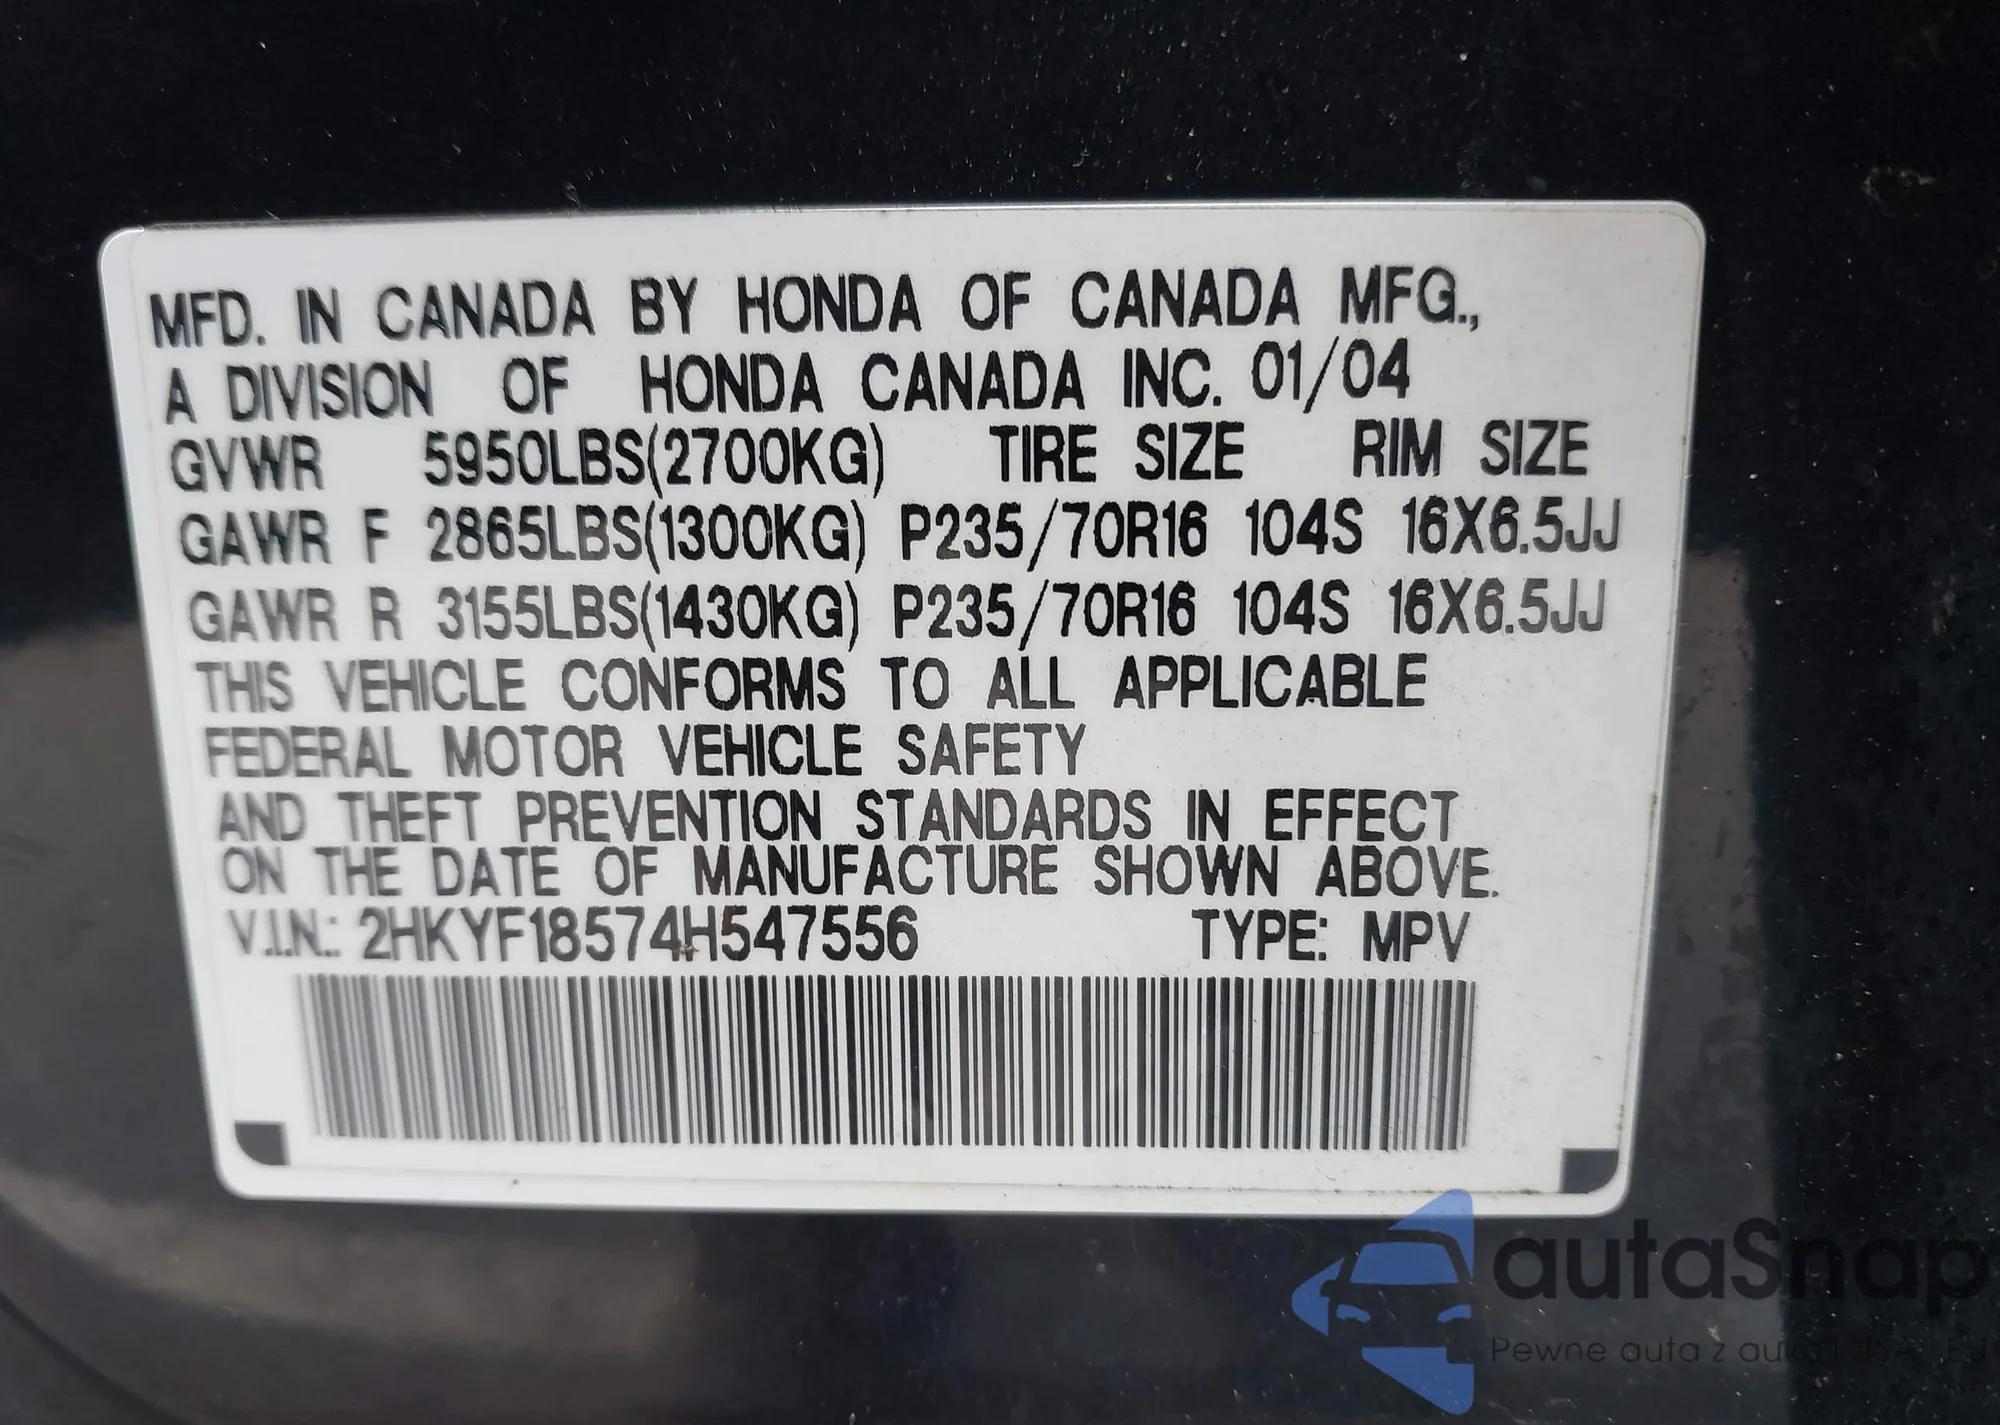 MFD. IN CANADA BY HONDA OF CANADA MFG.,
A DIVISION OF HONDA CANADA INC. 01/04
GVWR 5950LBS(2700KG) TIRE SIZE RIM SIZE
GAWR F 2865LBS(1300KG) P235/70R16 104S 16X6.5JJ
GAWR R 3155LBS(1430KG) P235/70R16 104S 16X6.5JJ
THIS VEHICLE CONFORMS TO ALL APPLICABLE
FEDERAL MOTOR VEHICLE SAFETY
AND THEFT PREVENTION STANDARDS IN EFFECT
ON THE DATE OF MANUFACTURE SHOWN ABOVE.
V.I.N.: 2HKYF18574H547556 TYPE: MPV
autaSnap
Pewne auta z